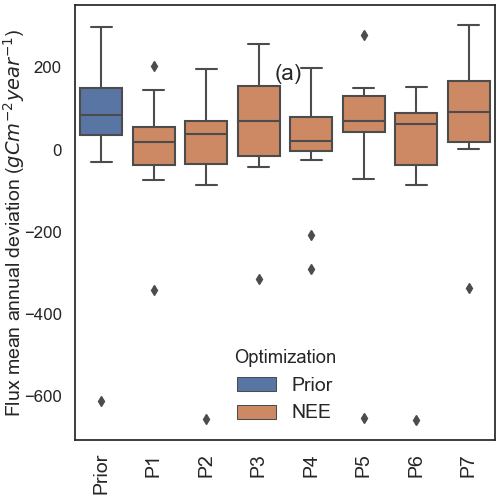 Flux mean annual deviation (gCm⁻²year⁻¹)
200
0
−200
−400
−600
(a)
Optimization
Prior
NEE
Prior
P1
P2
P3
P4
P5
P6
P7